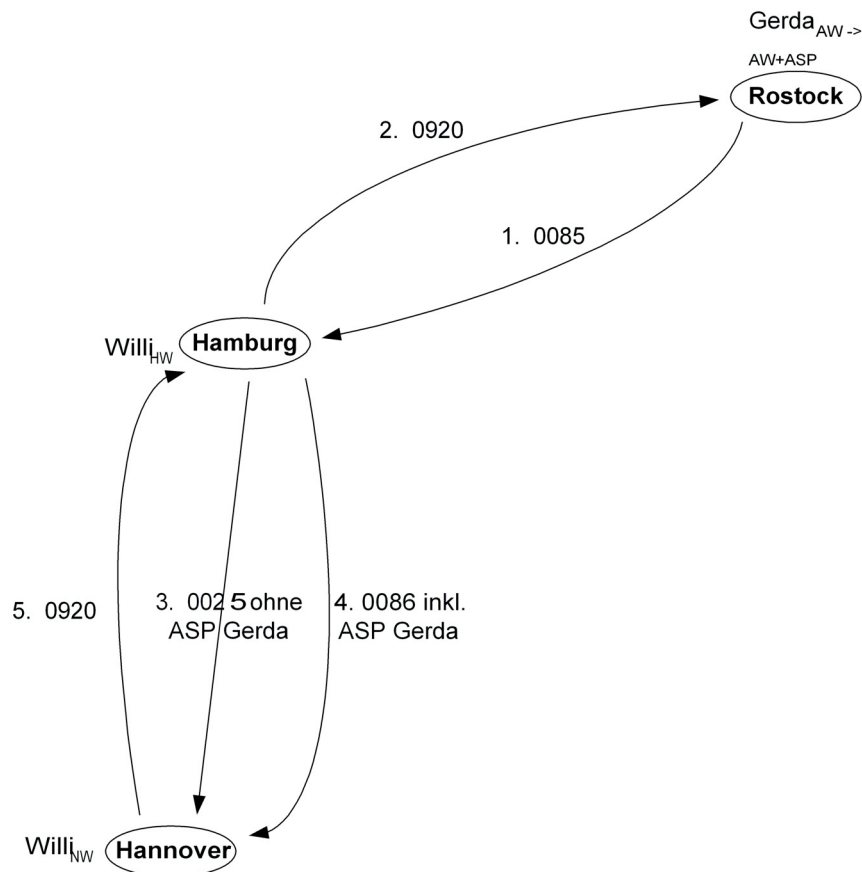 Gerda AW ->
AW+ASP
Rostock
2. 0920
1. 0085
Willi HW
Hamburg
5. 0920
3. 0025 ohne
ASP Gerda
4. 0086 inkl.
ASP Gerda
Willi NW
Hannover